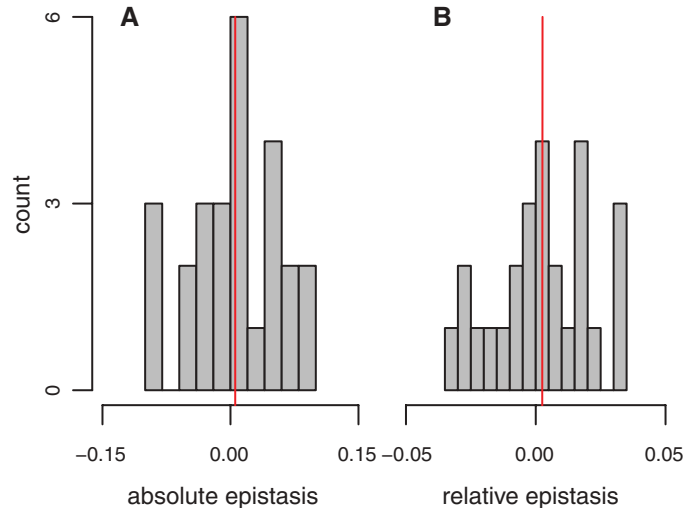 A
B
6
3
0
count
−0.15
0.00
0.15
−0.05
0.00
0.05
absolute epistasis
relative epistasis